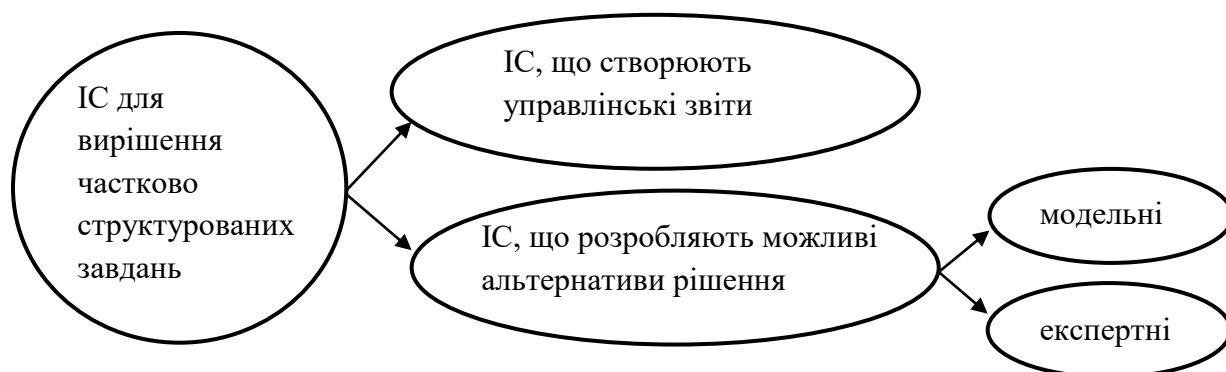 ІС для
вирішення
частково
структурованих
завдань
ІС, що створюють
управлінські звіти
ІС, що розробляють можливі
альтернативи рішення
модельні
експертні